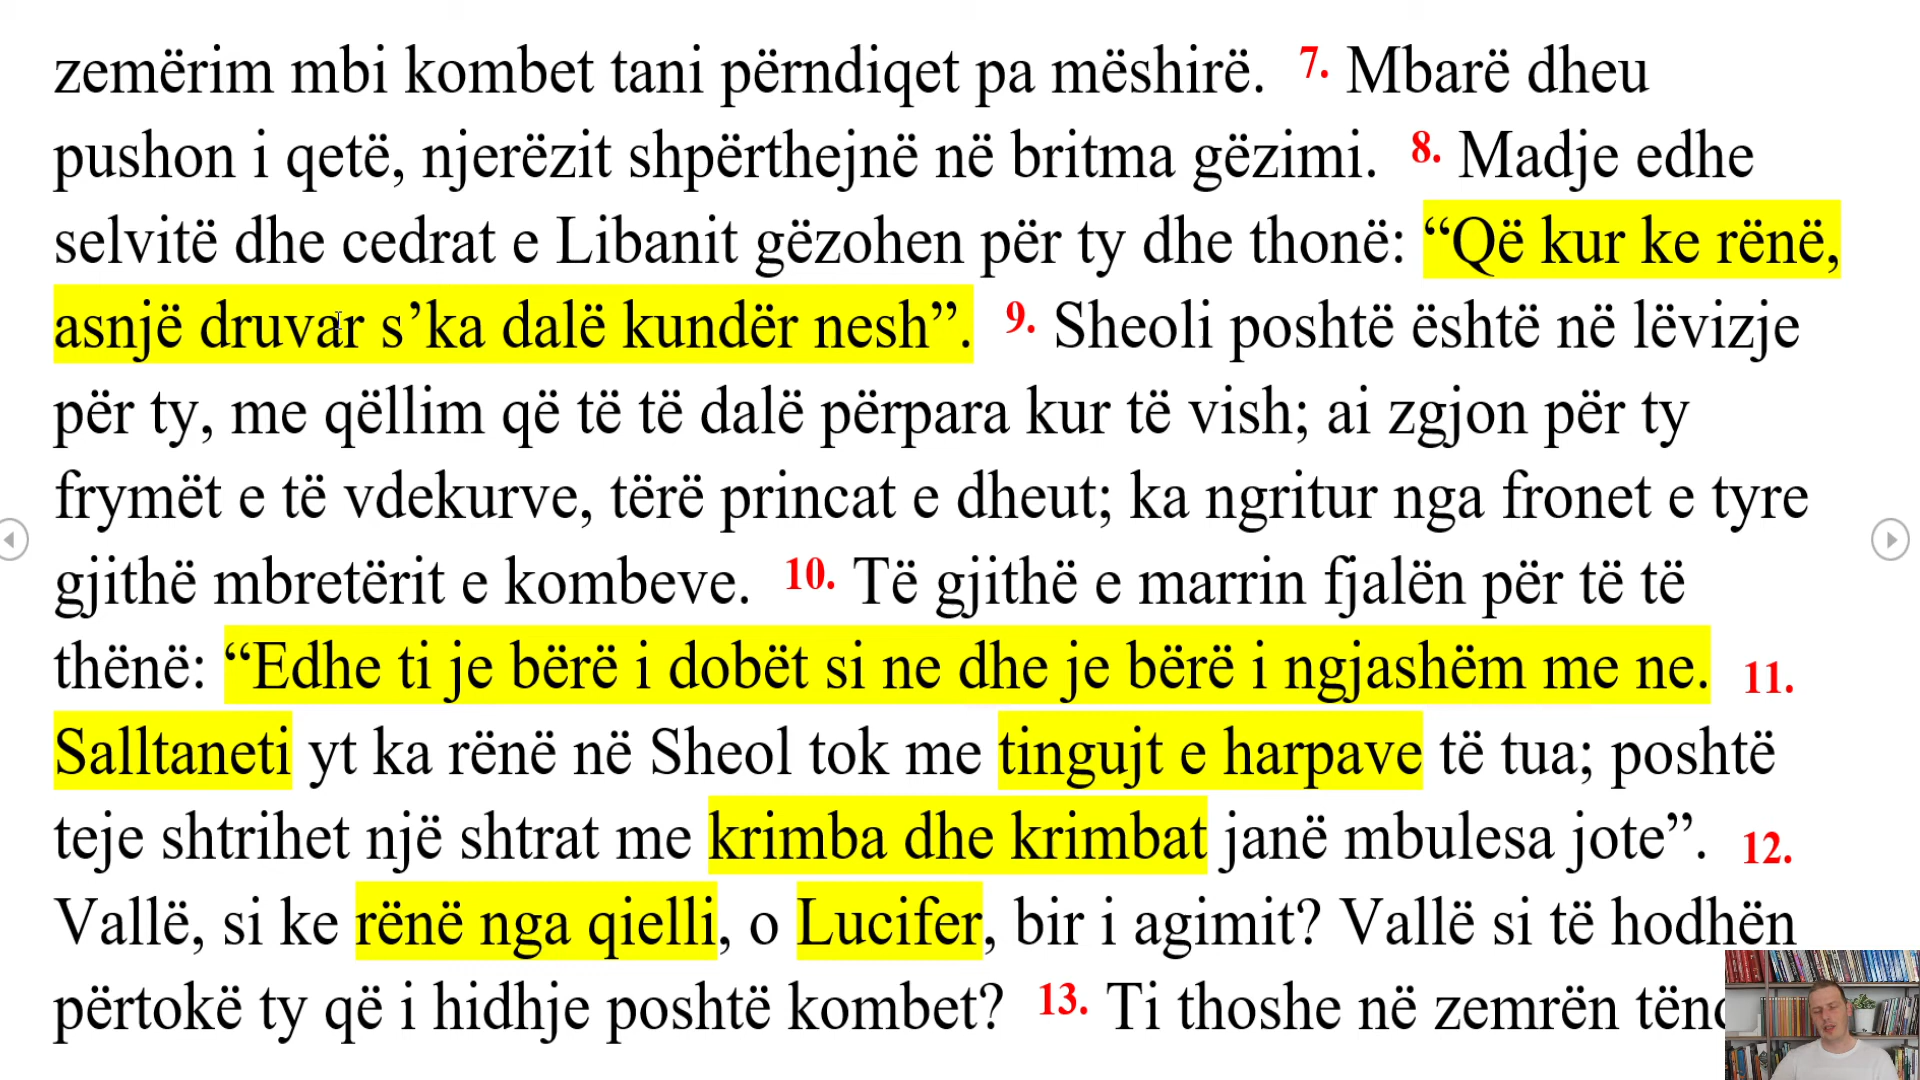 zemërim mbi kombet tani përndiqet pa mëshirë. 7. Mbarë dheu
pushon i qetë, njerëzit shpërthejnë në britma gëzimi. 8. Madje edhe
selvitë dhe cedrat e Libanit gëzohen për ty dhe thonë: “Që kur ke rënë,
asnjë druvar s’ka dalë kundër nesh”. 9. Sheoli poshtë është në lëvizje
për ty, me qëllim që të të dalë përpara kur të vish; ai zgjon për ty
frymët e të vdekurve, tërë princat e dheut; ka ngritur nga fronet e tyre
gjithë mbretërit e kombeve. 10. Të gjithë e marrin fjalën për të të
thënë: “Edhe ti je bërë i dobët si ne dhe je bërë i ngjashëm me ne. 11.
Salltaneti yt ka rënë në Sheol tok me tingujt e harpave të tua; poshtë
teje shtrihet një shtrat me krimba dhe krimbat janë mbulesa jote”. 12.
Vallë, si ke rënë nga qielli, o Lucifer, bir i agimit? Vallë si të hodhën
përtokë ty që i hidhje poshtë kombet? 13. Ti thoshe në zemrën